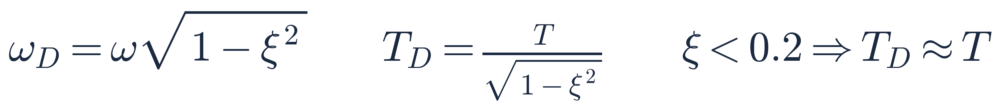 ω_D = ω√(1 − ξ²)    T_D = T/√(1 − ξ²)    ξ < 0.2 ⇒ T_D ≈ T